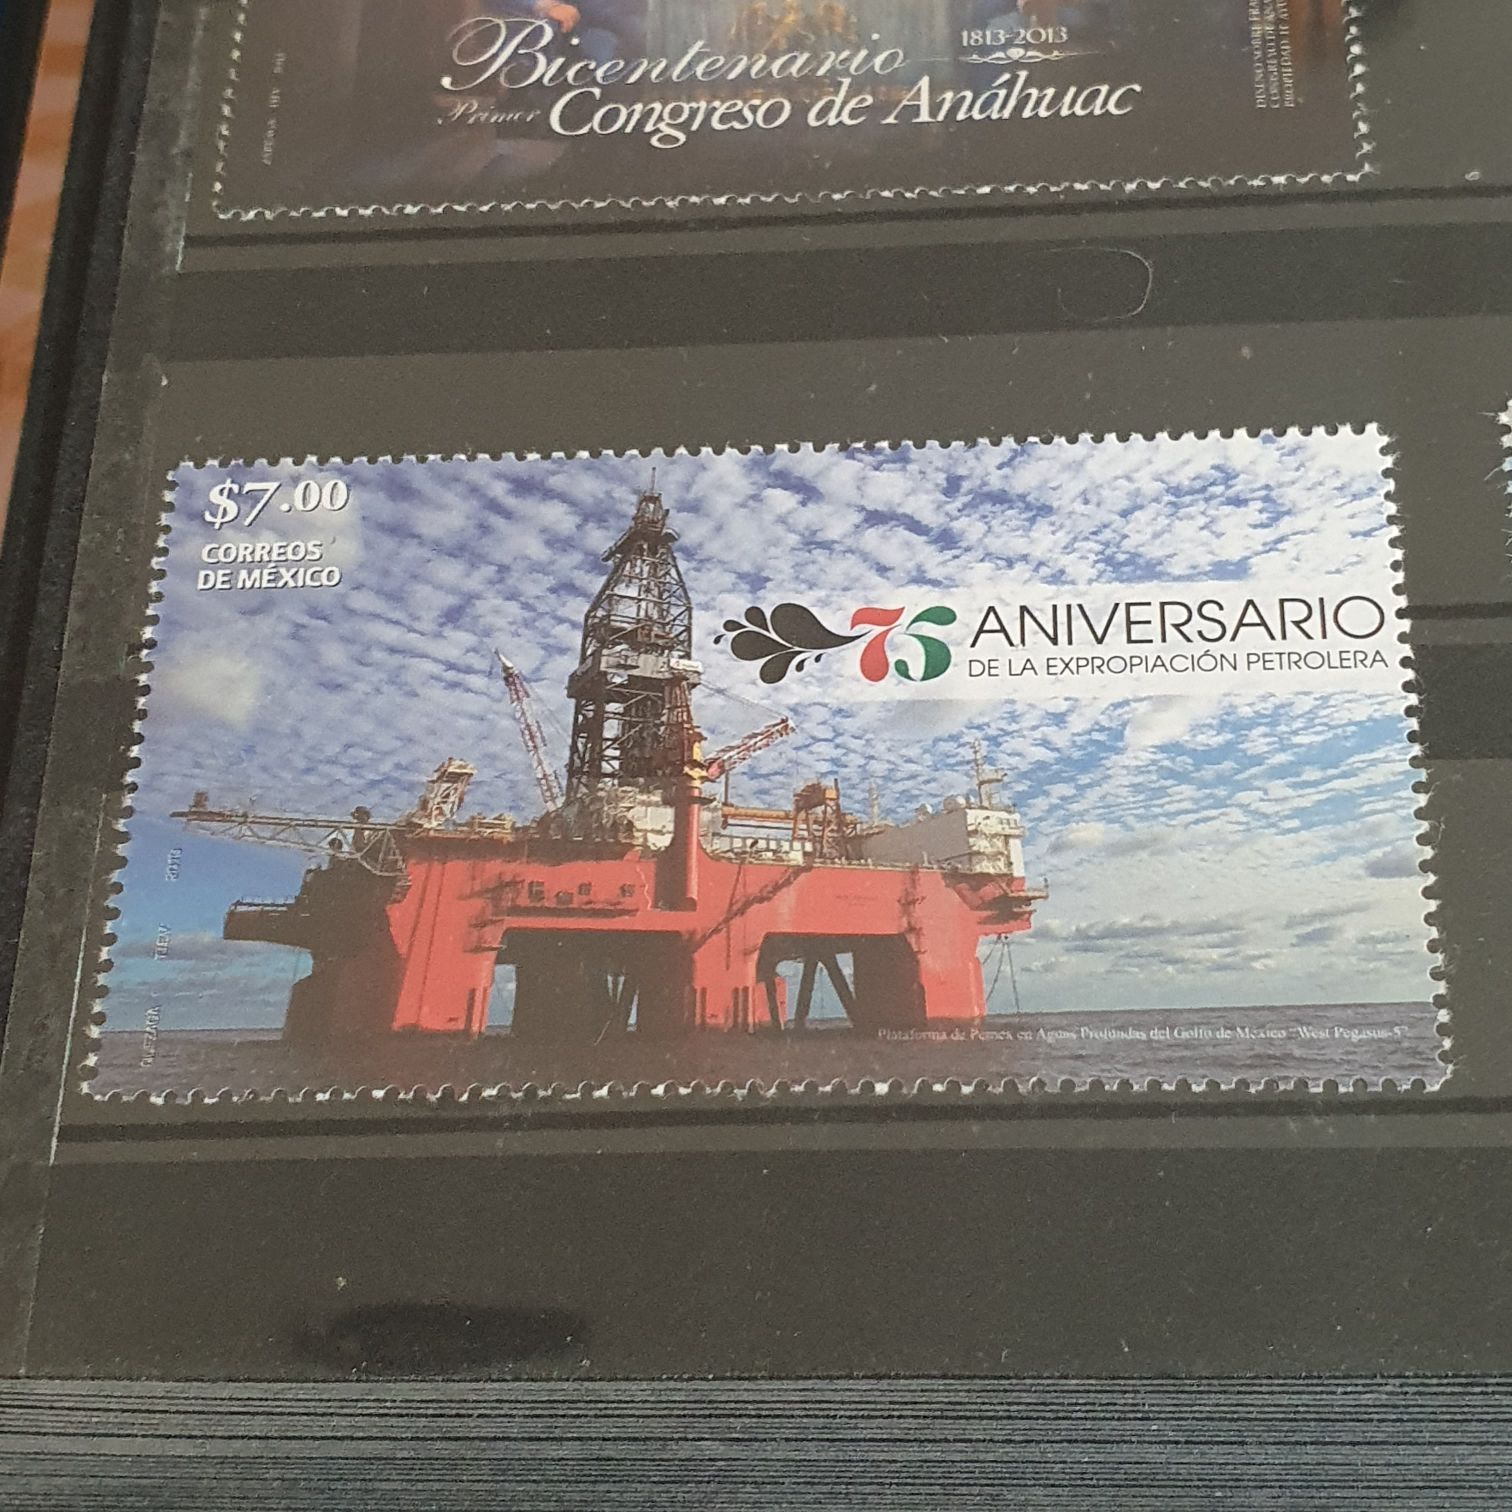 Bicentenario
1813-2013
Primer Congreso de Anáhuac
$7.00
CORREOS
DE MÉXICO
75 ANIVERSARIO
DE LA EXPROPIACIÓN PETROLERA
Plataforma de Pemex en Aguas Profundas del Golfo de México "West Pegasus-5"